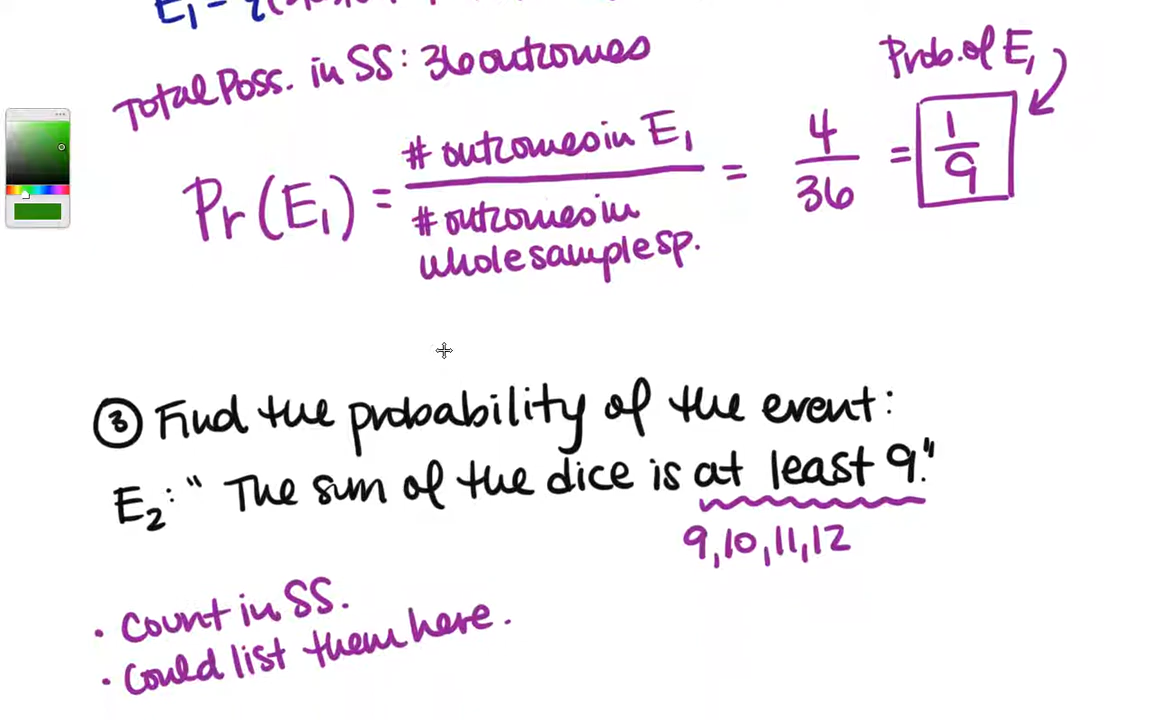 E₁ =
Total Poss. in SS: 36 outcomes
Prob. of E₁
Pr(E₁) = # outcomes in E₁ / # outcomes in whole sample sp. = 4/36 = 1/9
③ Find the probability of the event:
E₂: " The sum of the dice is at least 9."
9, 10, 11, 12
• Count in SS.
• Could list them here.